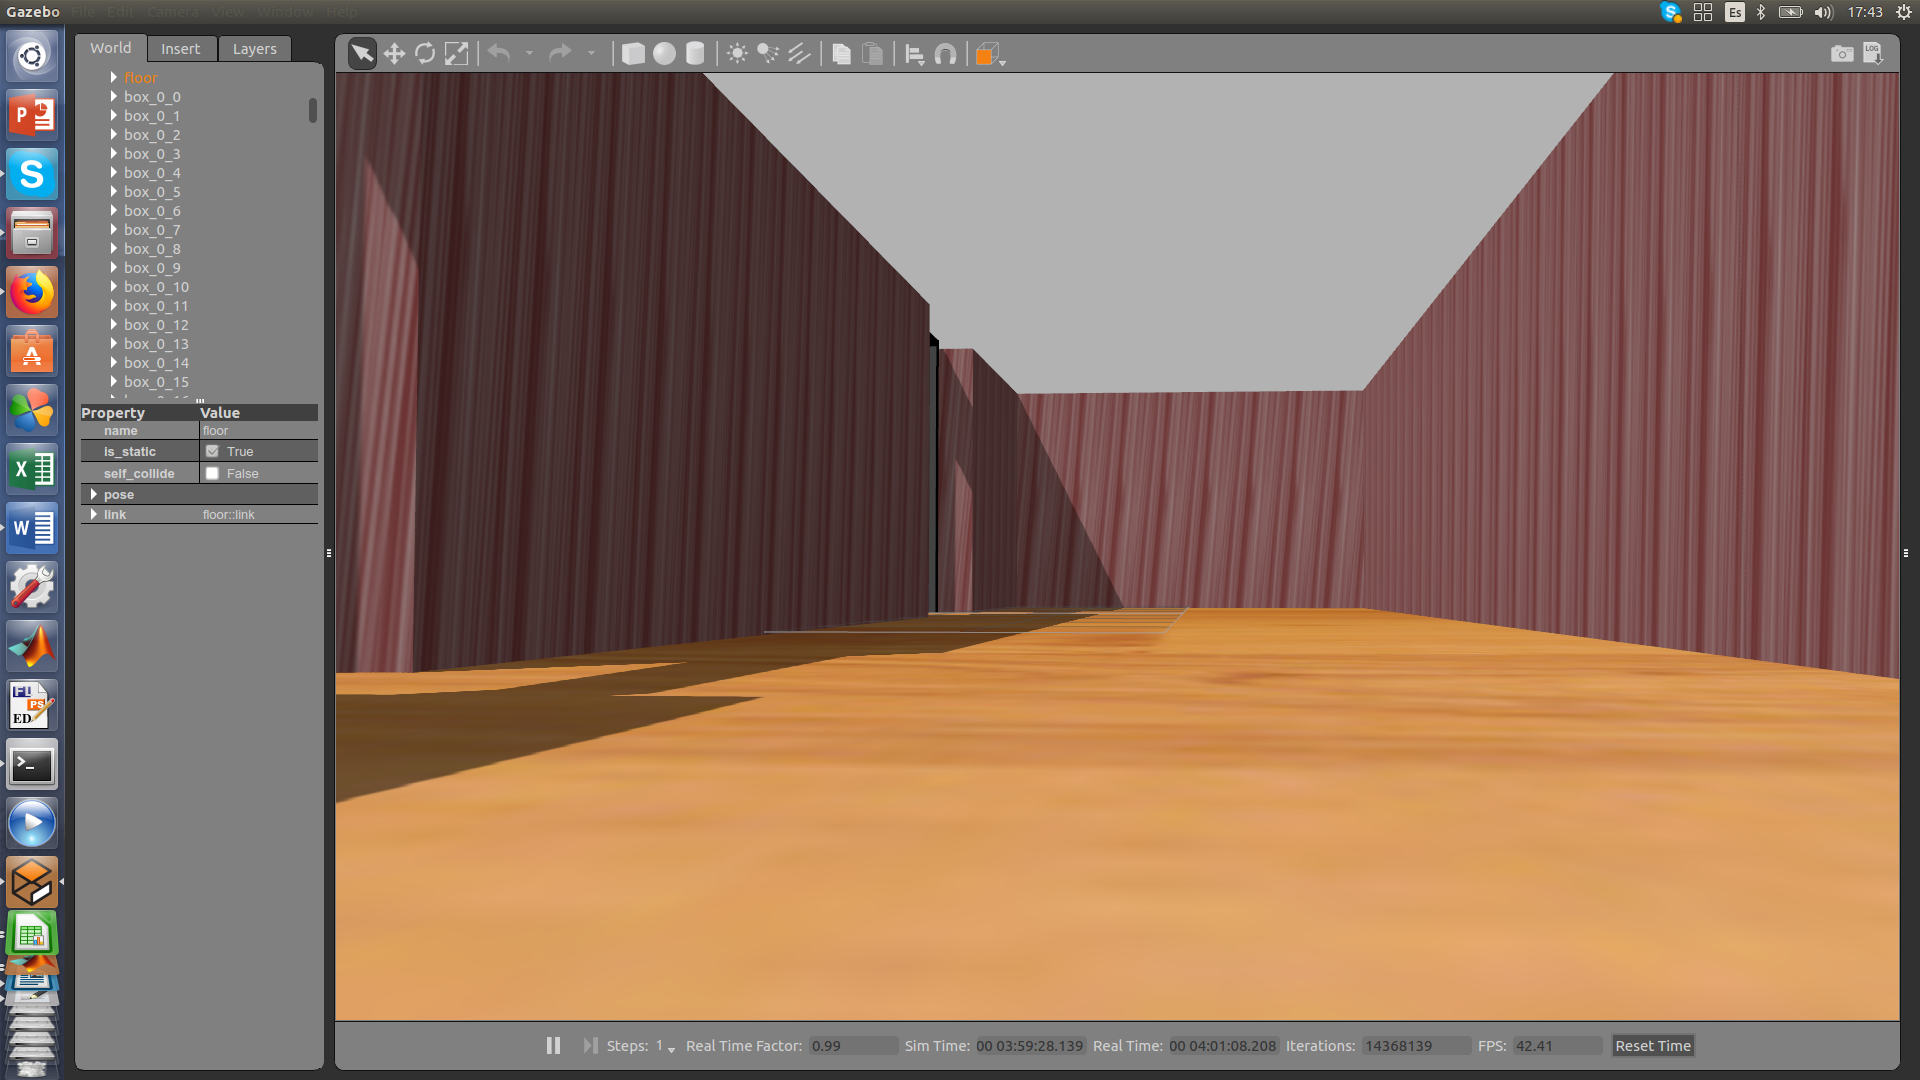 Gazebo File Edit Camera View Window Help
Es 17:43
World Insert Layers
LOG
floor
box_0_0
box_0_1
box_0_2
box_0_3
box_0_4
box_0_5
box_0_6
box_0_7
box_0_8
box_0_9
box_0_10
box_0_11
box_0_12
box_0_13
box_0_14
box_0_15
Property Value
name floor
is_static True
self_collide False
pose
link floor::link
Steps: 1 Real Time Factor: 0.99 Sim Time: 00 03:59:28.139 Real Time: 00 04:01:08.208 Iterations: 14368139 FPS: 42.41 Reset Time